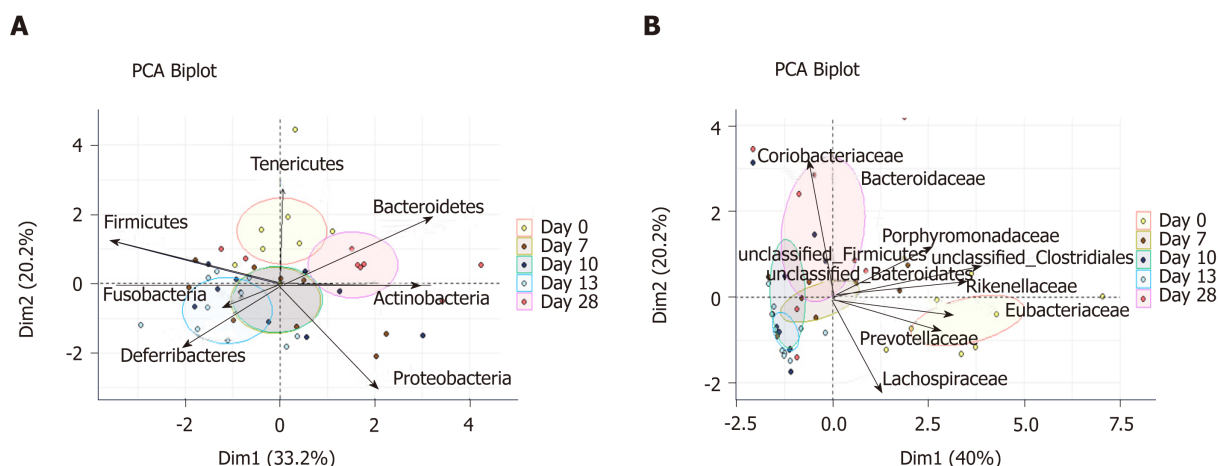 A
B
PCA Biplot
PCA Biplot
4
2
0
-2
Dim2 (20.2%)
-2
0
2
4
Dim1 (33.2%)
Tenericutes
Bacteroidetes
Firmicutes
Fusobacteria
Actinobacteria
Deferribacteres
Proteobacteria
Day 0
Day 7
Day 10
Day 13
Day 28
4
2
0
-2
Dim2 (20.2%)
-2.5
0.0
2.5
5.0
7.5
Dim1 (40%)
Coriobacteriaceae
Bacteroidaceae
Porphyromonadaceae
unclassified_Firmicutes
unclassified_Clostridiales
unclassified_Bateroidates
Rikenellaceae
Eubacteriaceae
Prevotellaceae
Lachospiraceae
Day 0
Day 7
Day 10
Day 13
Day 28